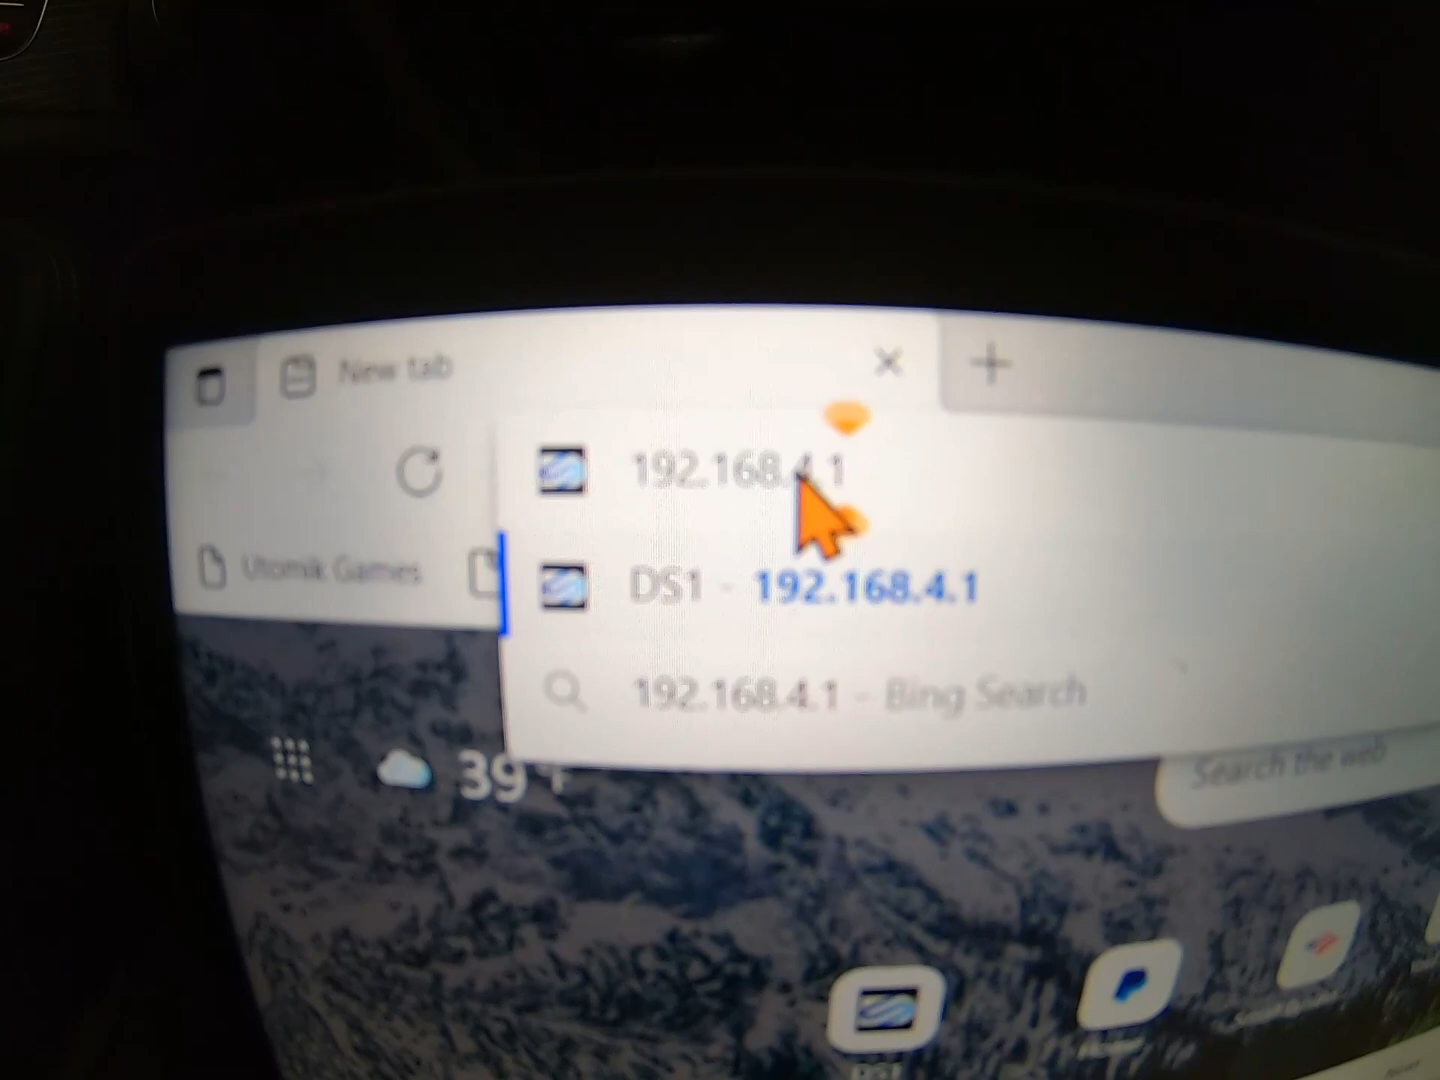 New tab
192.168.4.1
Utomik Games
DS1 - 192.168.4.1
192.168.4.1 - Bing Search
39 °F
Search the web
DS1